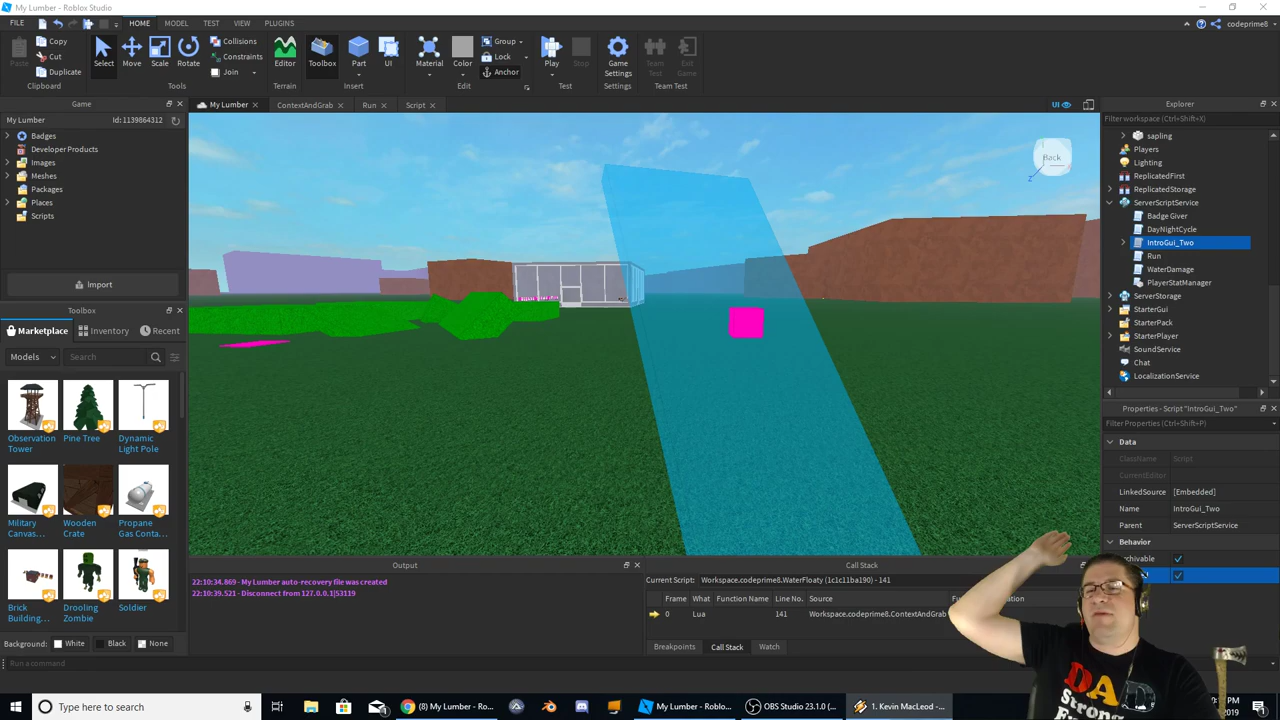 My Lumber - Roblox Studio
FILE
HOME MODEL TEST VIEW PLUGINS
codeprime8
Paste
Copy
Cut
Duplicate
Clipboard
Select Move Scale Rotate
Collisions
Constraints
Join
Tools
Editor
Terrain
Toolbox Part UI
Insert
Material Color
Group
Lock
Anchor
Edit
Play Stop
Test
Game
Settings
Settings
Team
Test
Exit
Game
Team Test
Game
My Lumber Id: 1139864312
Badges
Developer Products
Images
Meshes
Packages
Places
Scripts
Import
Toolbox
Marketplace Inventory Recent
Models Search
Observation
Tower
Pine Tree
Dynamic
Light Pole
Military
Canvas...
Wooden
Crate
Propane
Gas Conta...
Brick
Building...
Drooling
Zombie
Soldier
Background: White Black None
Run a command
My Lumber ContextAndGrab Run Script
UI
Back
Z
Output
22:10:34.869 - My Lumber auto-recovery file was created
22:10:39.521 - Disconnect from 127.0.0.1|53119
Call Stack
Current Script: Workspace.codeprime8.WaterFloaty (1c1c11ba190) - 141
Frame What Function Name Line No. Source
0 Lua 141 Workspace.codeprime8.ContextAndGrab
Breakpoints Call Stack Watch
Explorer
Filter workspace (Ctrl+Shift+X)
sapling
Players
Lighting
ReplicatedFirst
ReplicatedStorage
ServerScriptService
Badge Giver
DayNightCycle
IntroGui_Two
Run
WaterDamage
PlayerStatManager
ServerStorage
StarterGui
StarterPack
StarterPlayer
SoundService
Chat
LocalizationService
Properties - Script "IntroGui_Two"
Filter Properties (Ctrl+Shift+P)
Data
ClassName Script
CurrentEditor
LinkedSource [Embedded]
Name IntroGui_Two
Parent ServerScriptService
Behavior
DAD
Strong
Type here to search
(8) My Lumber - Ro...
My Lumber - Roblo...
OBS Studio 23.1.0 (...
1. Kevin MacLeod - ...